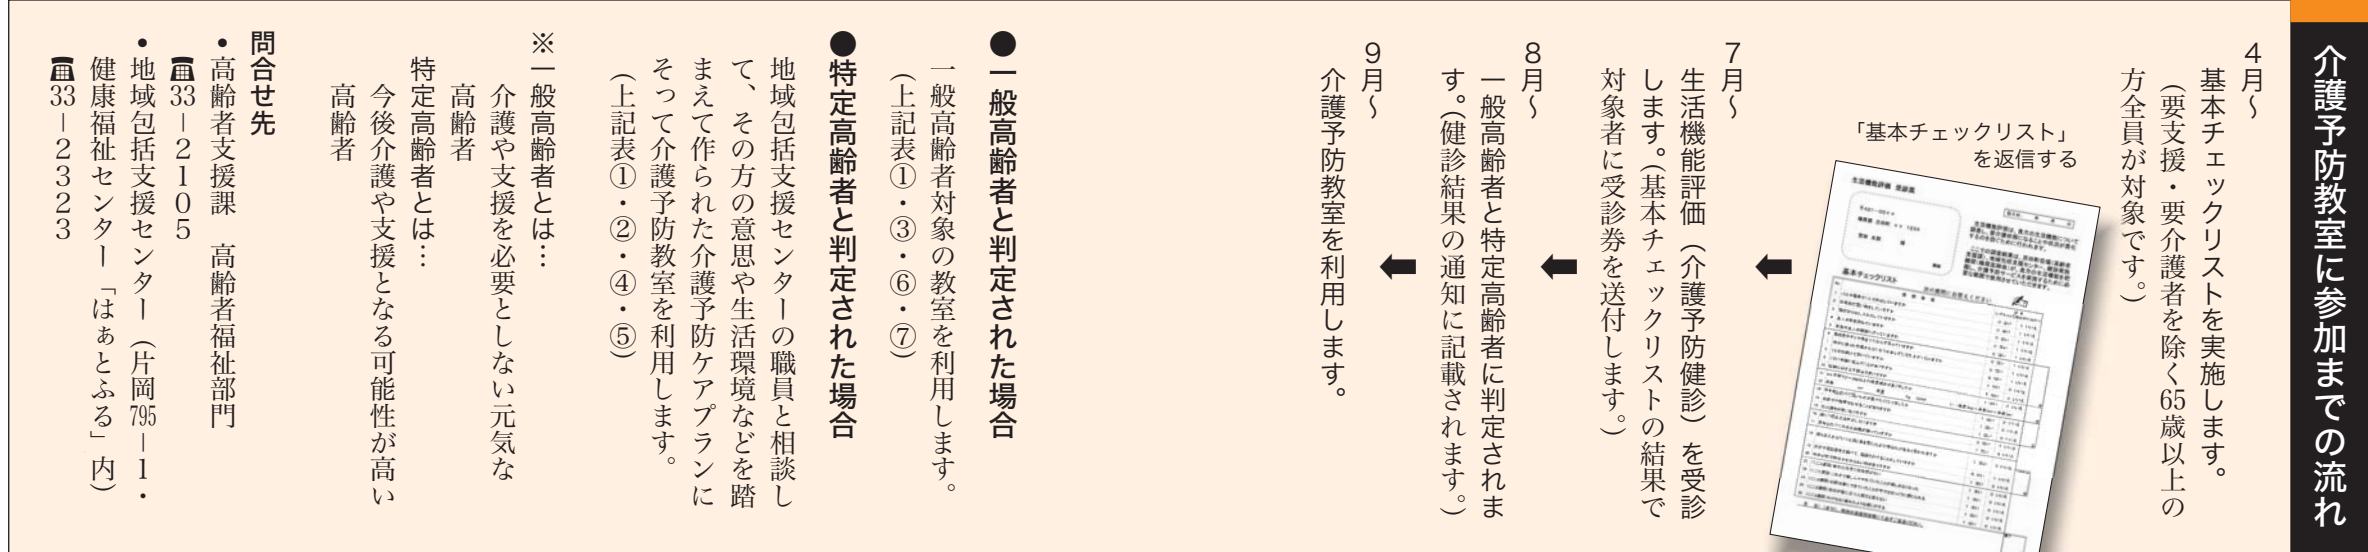 介護予防教室に参加までの流れ
4月〜
基本チェックリストを実施します。
（要支援・要介護者を除く65歳以上の
方全員が対象です。）
「基本チェックリスト」
を返信する
生活機能評価 受診票
基本チェックリスト
7月〜
生活機能評価（介護予防健診）を受診
します。（基本チェックリストの結果で
対象者に受診券を送付します。）
8月〜
一般高齢者と特定高齢者に判定されま
す。（健診結果の通知に記載されます。）
9月〜
介護予防教室を利用します。
●一般高齢者と判定された場合
一般高齢者対象の教室を利用します。
（上記表①・③・⑥・⑦）
●特定高齢者と判定された場合
地域包括支援センターの職員と相談し
て、その方の意思や生活環境などを踏
まえて作られた介護予防ケアプランに
そって介護予防教室を利用します。
（上記表①・②・④・⑤）
※一般高齢者とは…
介護や支援を必要としない元気な
高齢者
特定高齢者とは…
今後介護や支援となる可能性が高い
高齢者
問合せ先
・高齢者支援課　高齢者福祉部門
☎33－2105
・地域包括支援センター（片岡795－1・
健康福祉センター「はぁとふる」内）
☎33－2323